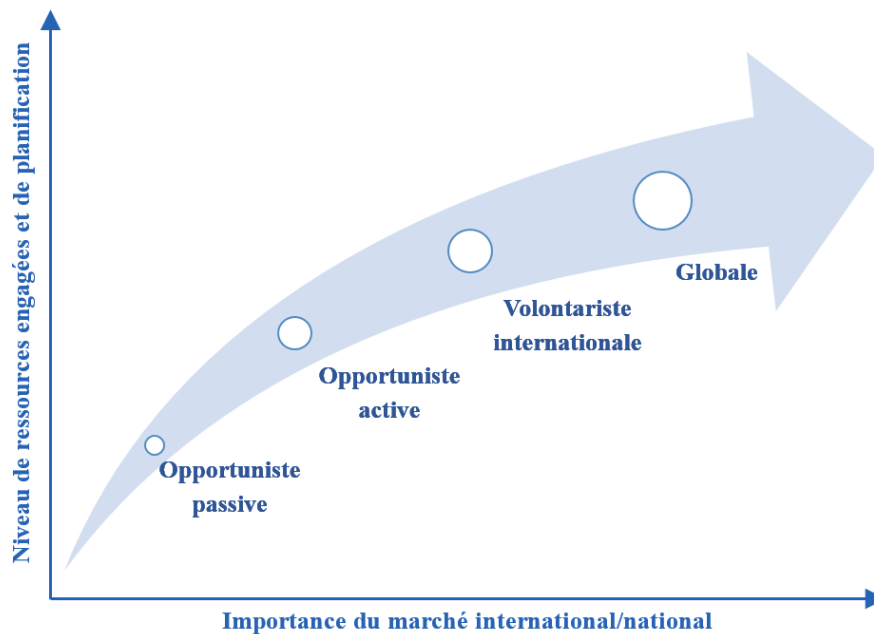 Niveau de ressources engagées et de planification
Globale
Volontariste
internationale
Opportuniste
active
Opportuniste
passive
Importance du marché international/national